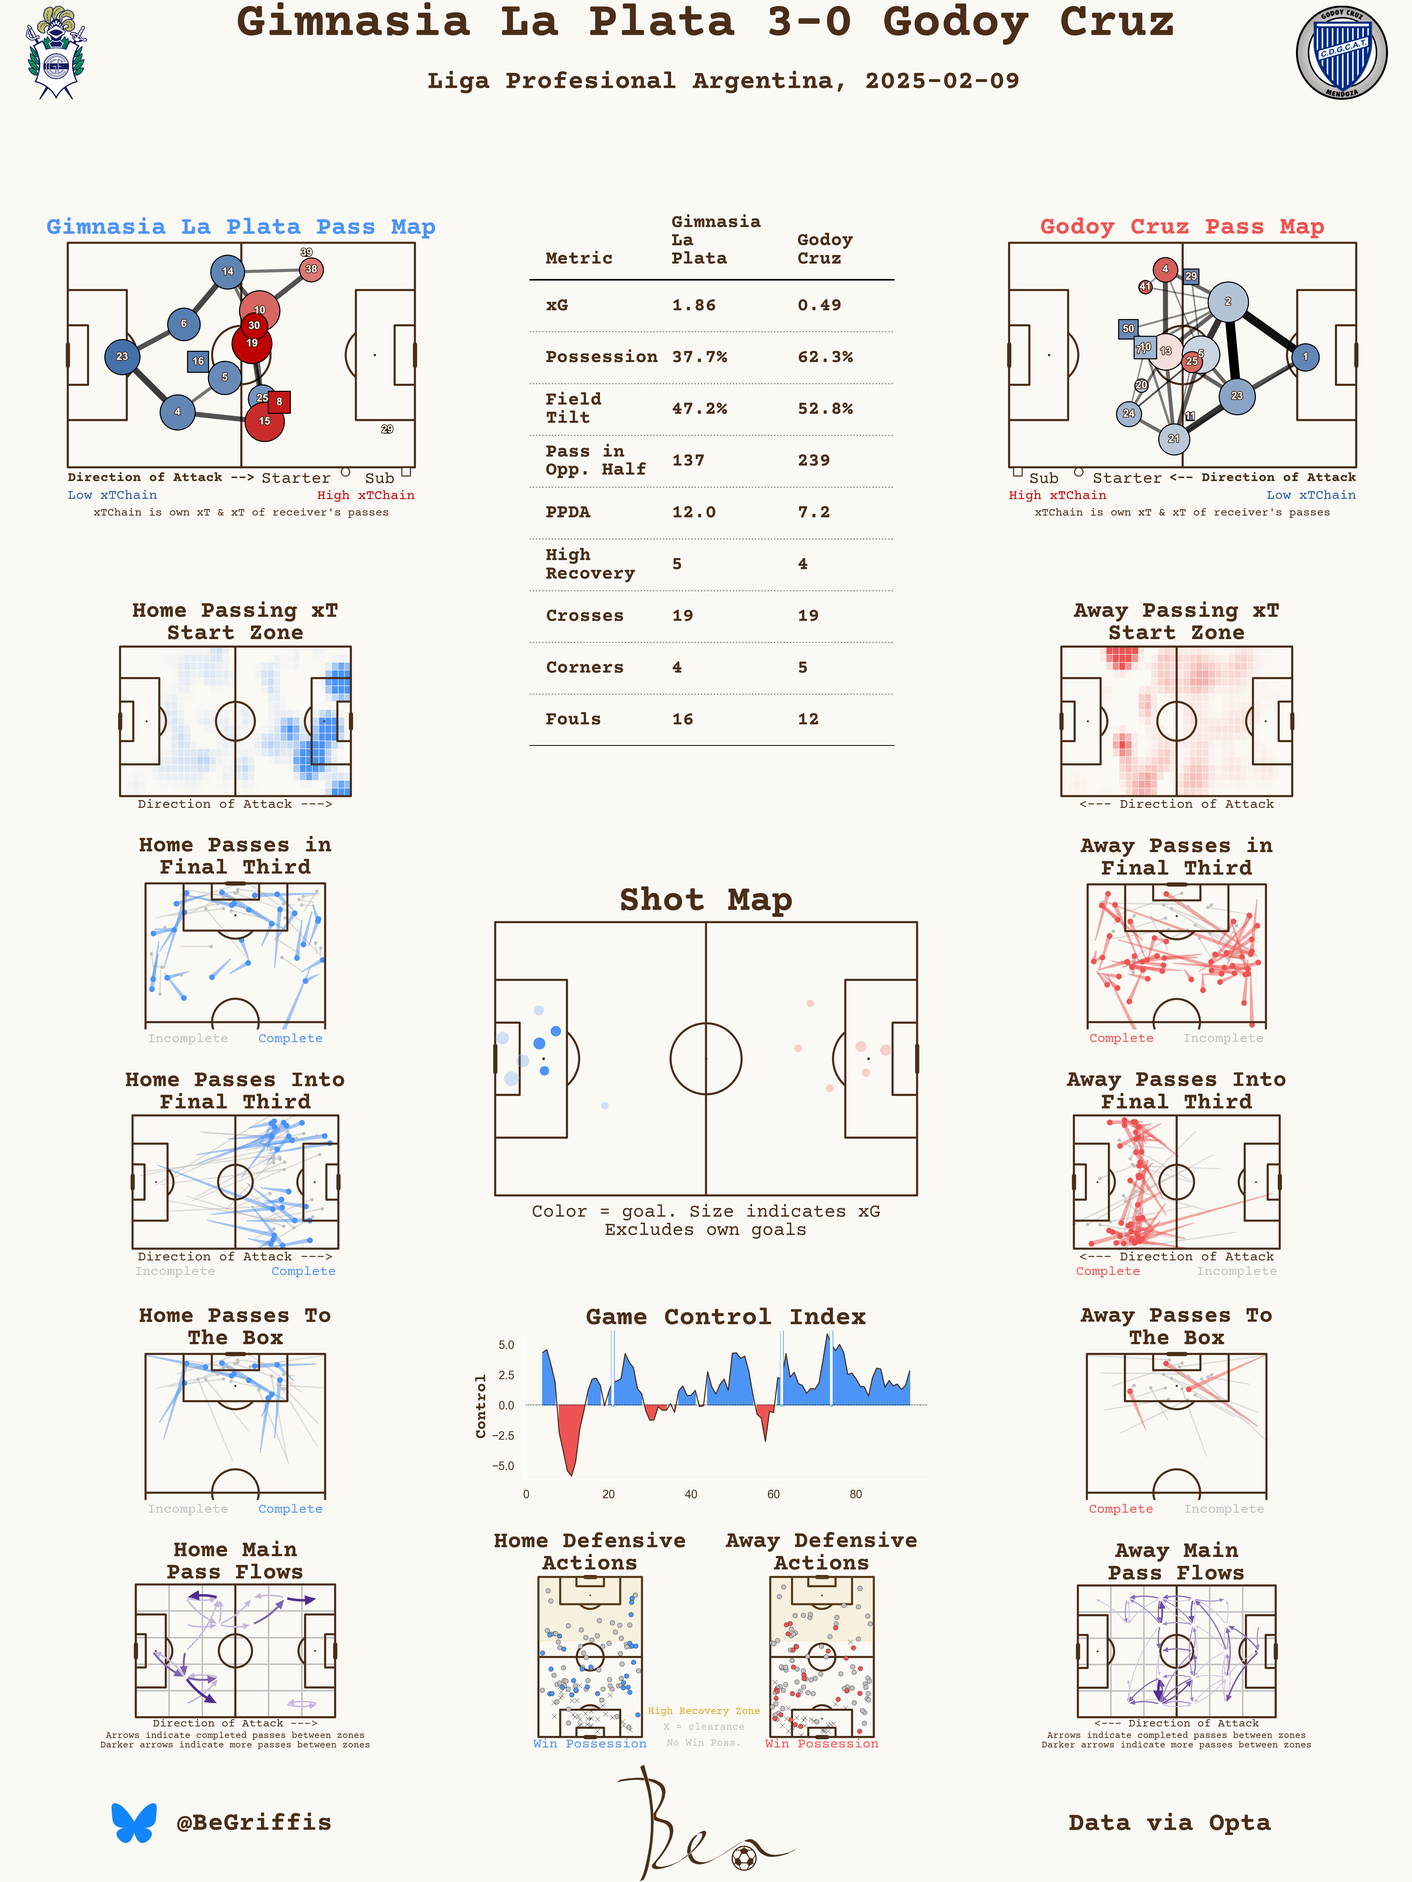 Gimnasia La Plata 3-0 Godoy Cruz
Liga Profesional Argentina, 2025-02-09
GODOY CRUZ
C.D.G.C.A.T.
MENDOZA
Gimnasia La Plata Pass Map
39
38
14
10
30
6
19
23
16
5
25
8
4
15
29
Direction of Attack --> Starter Sub
Low xTChain High xTChain
xTChain is own xT & xT of receiver's passes
Metric Gimnasia La Plata Godoy Cruz
xG 1.86 0.49
Possession 37.7% 62.3%
Field Tilt 47.2% 52.8%
Pass in Opp. Half 137 239
PPDA 12.0 7.2
High Recovery 5 4
Crosses 19 19
Corners 4 5
Fouls 16 12
Godoy Cruz Pass Map
4
29
41
2
50
10
13
5
25
1
20
23
24
11
21
Sub Starter <-- Direction of Attack
High xTChain Low xTChain
xTChain is own xT & xT of receiver's passes
Home Passing xT
Start Zone
Direction of Attack --->
Away Passing xT
Start Zone
<--- Direction of Attack
Home Passes in
Final Third
Incomplete Complete
Away Passes in
Final Third
Complete Incomplete
Shot Map
Color = goal. Size indicates xG
Excludes own goals
Home Passes Into
Final Third
Direction of Attack --->
Incomplete Complete
Away Passes Into
Final Third
<--- Direction of Attack
Complete Incomplete
Home Passes To
The Box
Incomplete Complete
Game Control Index
Control
5.0
2.5
0.0
−2.5
−5.0
0 20 40 60 80
Away Passes To
The Box
Complete Incomplete
Home Main
Pass Flows
Direction of Attack --->
Arrows indicate completed passes between zones
Darker arrows indicate more passes between zones
Home Defensive
Actions
Win Possession
High Recovery Zone
X = clearance
No Win Poss.
Away Defensive
Actions
Win Possession
Away Main
Pass Flows
<--- Direction of Attack
Arrows indicate completed passes between zones
Darker arrows indicate more passes between zones
@BeGriffis
Ben
Data via Opta